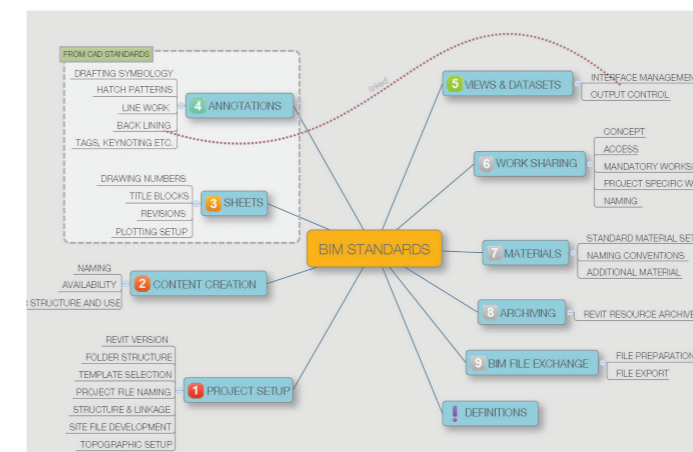 FROM CAD STANDARDS
DRAFTING SYMBOLOGY
HATCH PATTERNS
LINE WORK
BACK LINING
TAGS, KEYNOTING ETC.
4 ANNOTATIONS
DRAWING NUMBERS
TITLE BLOCKS
REVISIONS
PLOTTING SETUP
3 SHEETS
NAMING
AVAILABILITY
STRUCTURE AND USE
2 CONTENT CREATION
REVIT VERSION
FOLDER STRUCTURE
TEMPLATE SELECTION
PROJECT FILE NAMING
STRUCTURE & LINKAGE
SITE FILE DEVELOPMENT
TOPOGRAPHIC SETUP
1 PROJECT SETUP
BIM STANDARDS
linked
5 VIEWS & DATASETS
INTERFACE MANAGEMEN
OUTPUT CONTROL
6 WORK SHARING
CONCEPT
ACCESS
MANDATORY WORKS
PROJECT SPECIFIC W
NAMING
7 MATERIALS
STANDARD MATERIAL SET
NAMING CONVENTIONS
ADDITIONAL MATERIAL
8 ARCHIVING
REVIT RESOURCE ARCHIVE
9 BIM FILE EXCHANGE
FILE PREPARATION
FILE EXPORT
! DEFINITIONS